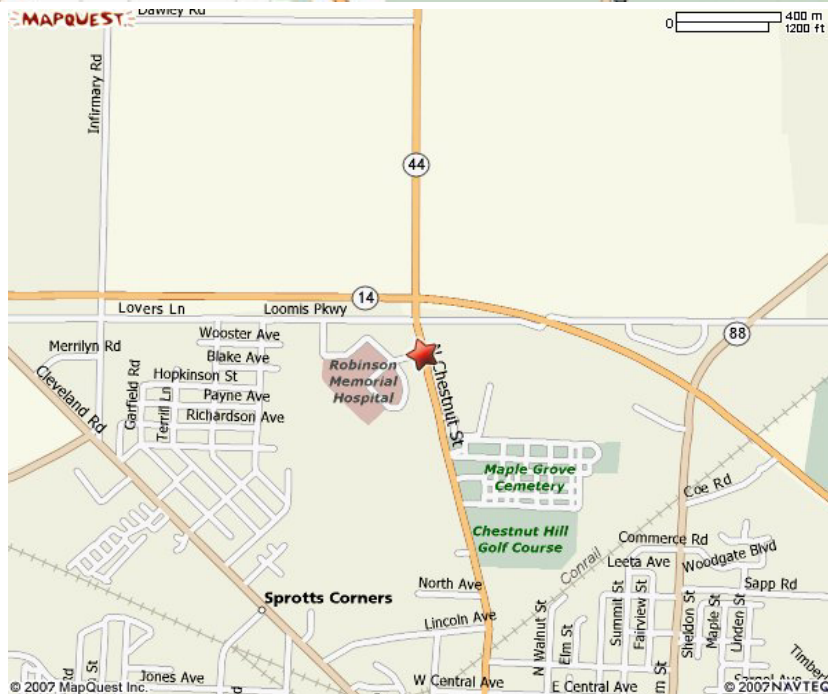 MAPQUEST
Dawley Rd
0
400 m
1200 ft
Infirmary Rd
44
14
Lovers Ln
Loomis Pkwy
88
Wooster Ave
Merrilyn Rd
Blake Ave
Robinson
Memorial
Hospital
N Chestnut St
Hopkinson St
Cleveland Rd
Garfield Rd
Terrill Ln
Payne Ave
Richardson Ave
Maple Grove
Cemetery
Coe Rd
Chestnut Hill
Golf Course
Commerce Rd
Conrail
Leeta Ave
Woodgate Blvd
North Ave
Sapp Rd
Sprotts Corners
Summit St
Fairview St
Sheldon St
Maple St
Linden St
Lincoln Ave
N Walnut St
Elm St
Jones Ave
W Central Ave
E Central Ave
Rd
St
© 2007 MapQuest Inc.
© 2007 NAVTEQ